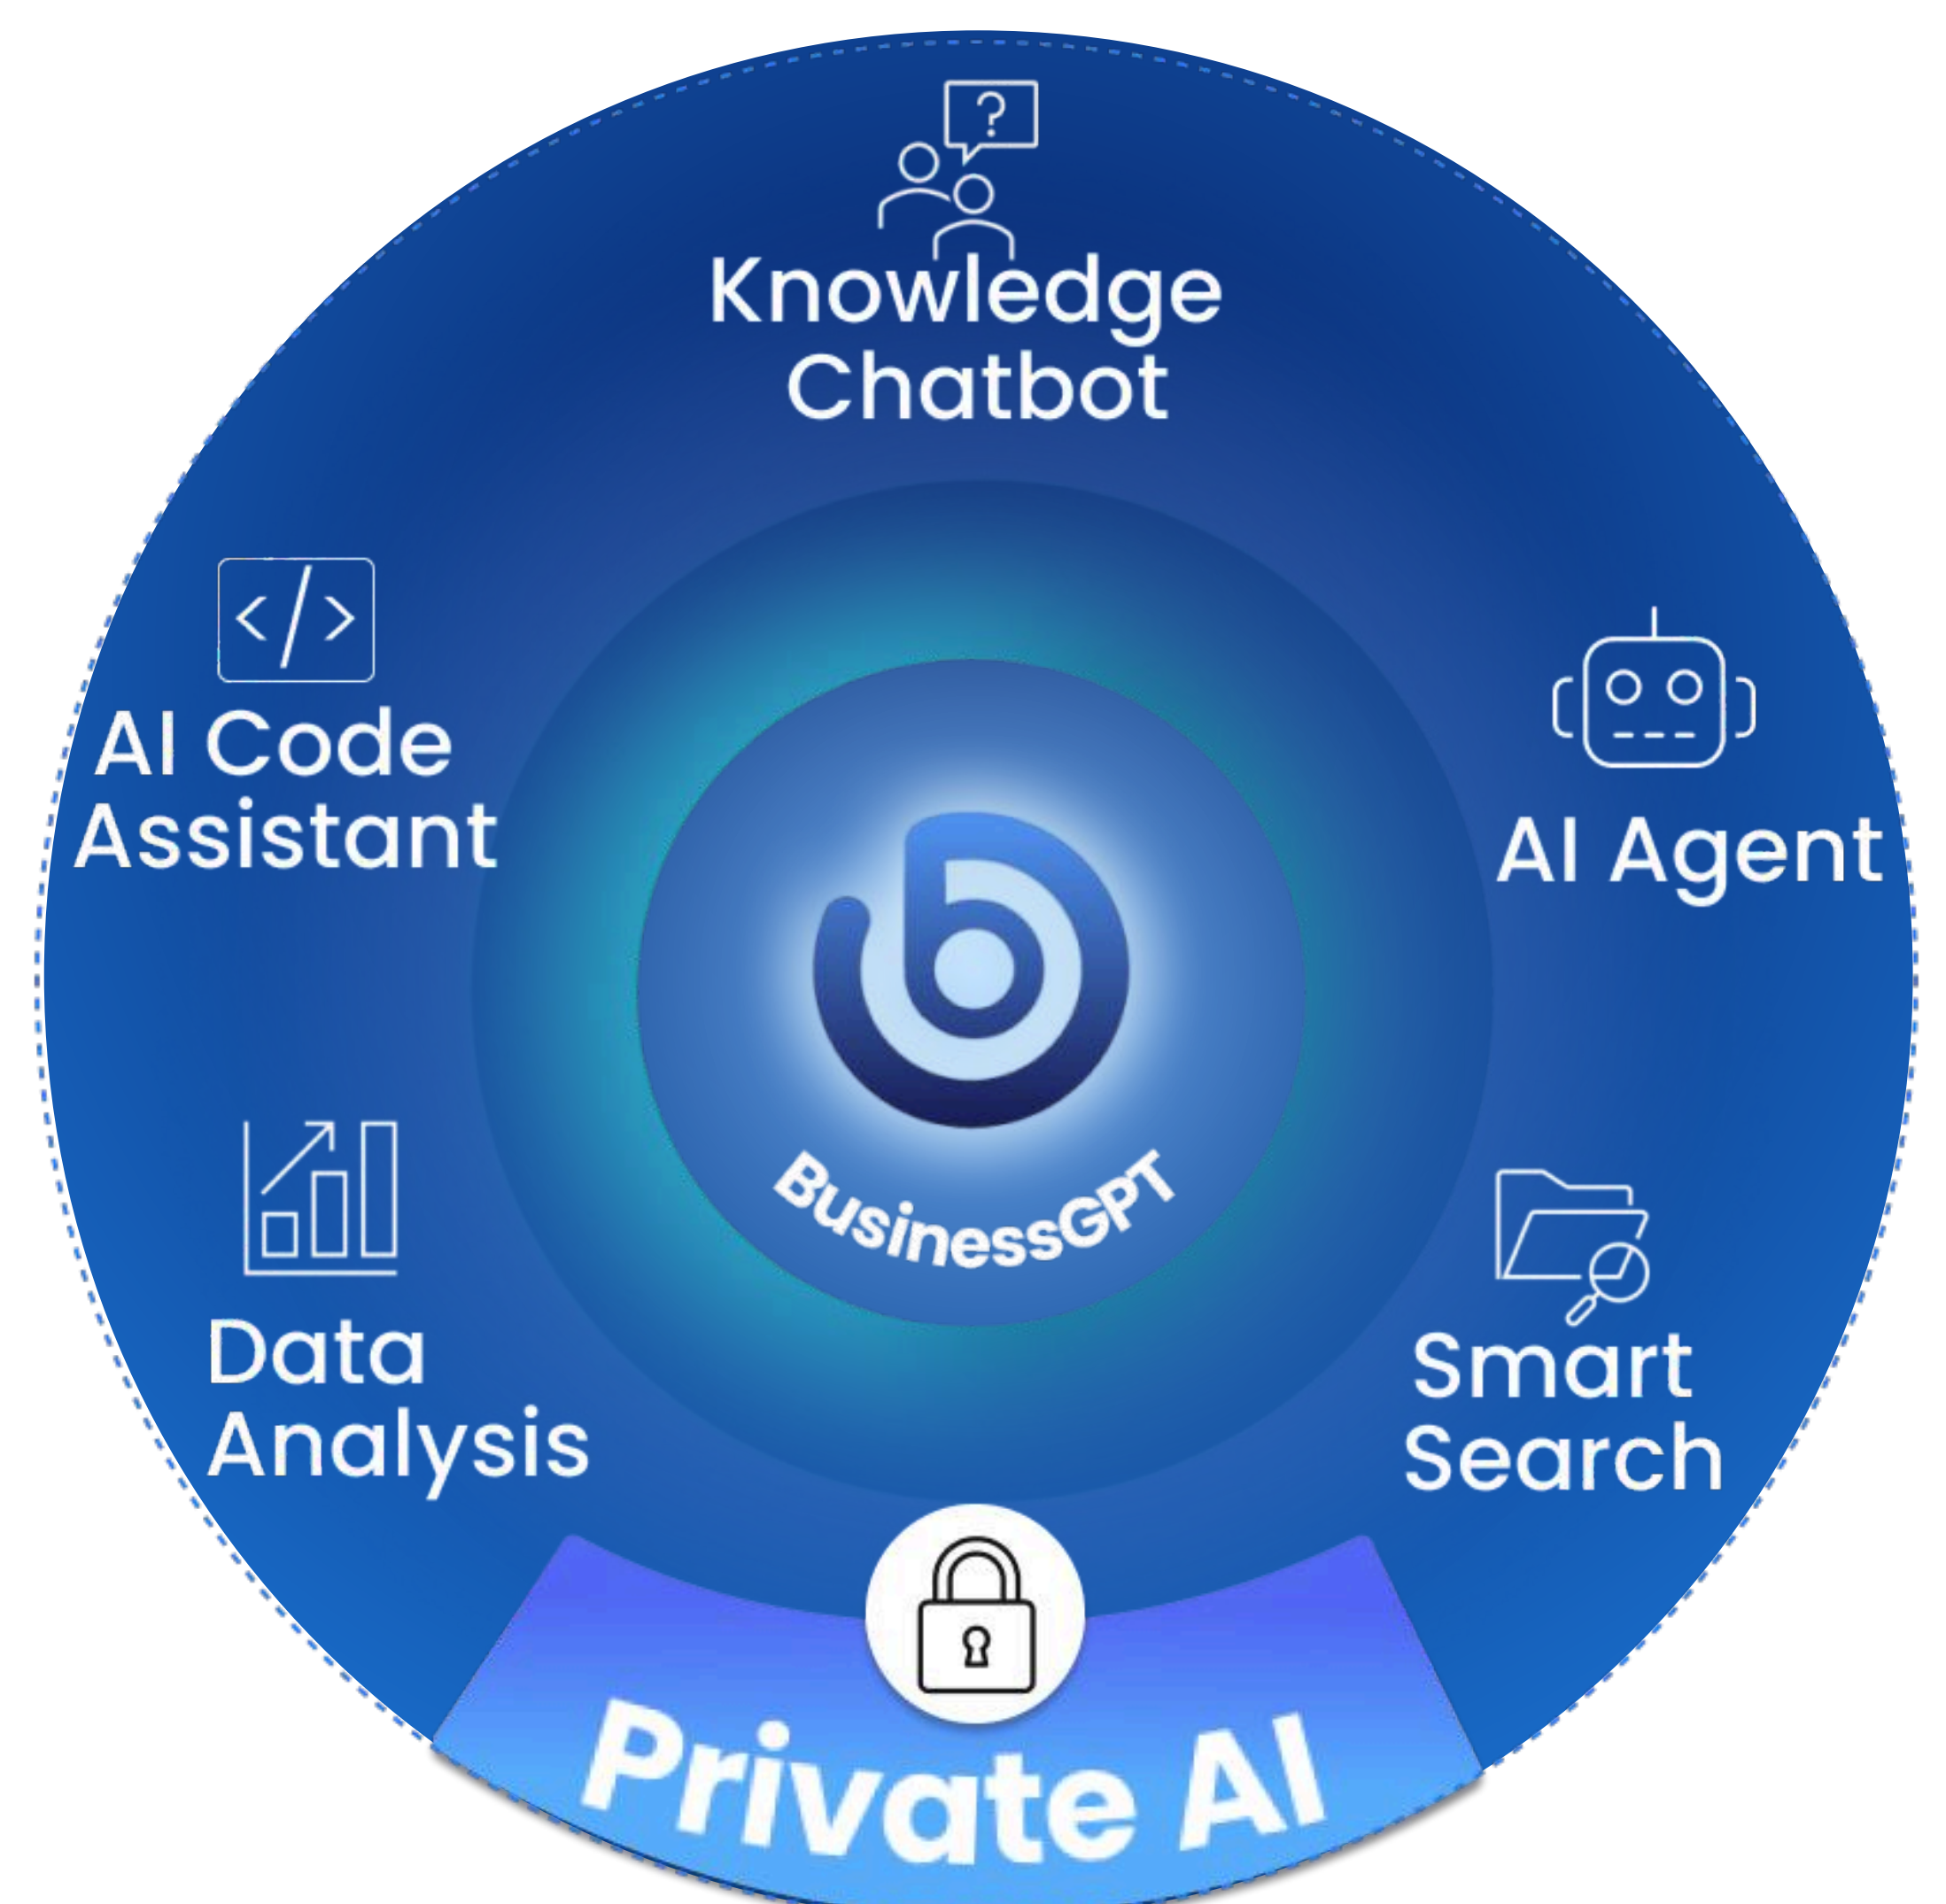 ?
Knowledge
Chatbot
</>
AI Code
Assistant
AI Agent
BusinessGPT
Data
Analysis
Smart
Search
Private AI